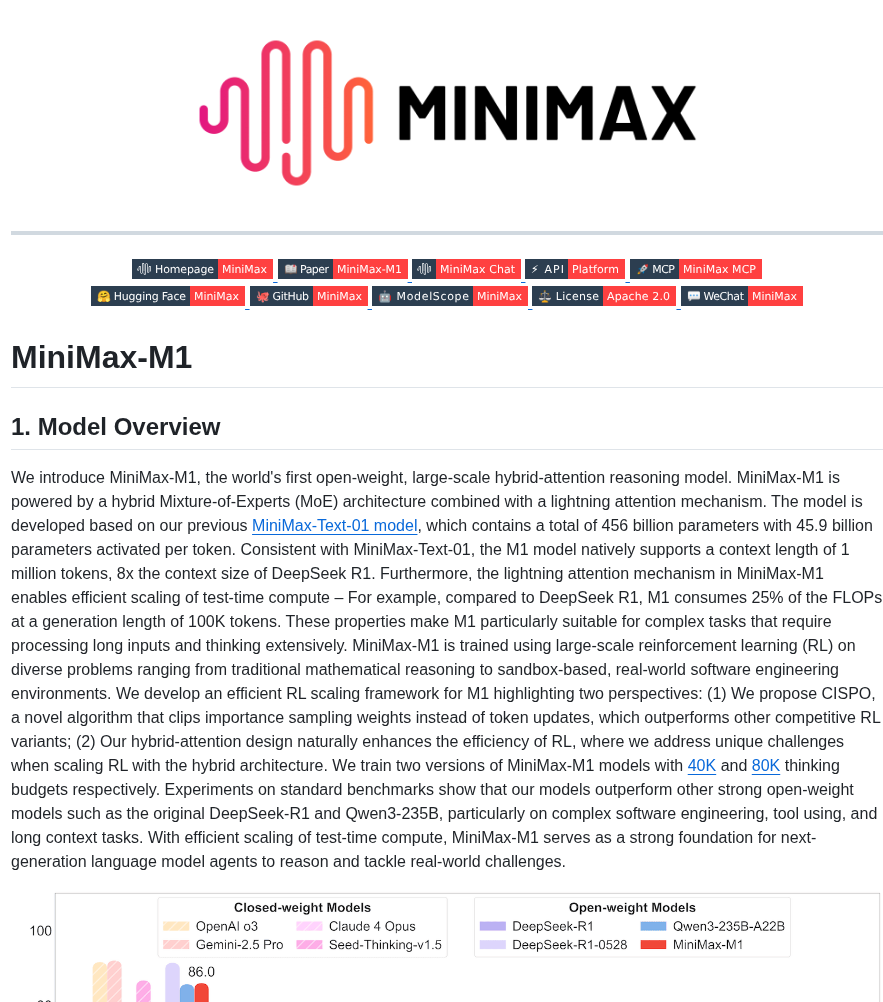 MINIMAX
Homepage MiniMax Paper MiniMax-M1 MiniMax Chat API Platform MCP MiniMax MCP
Hugging Face MiniMax GitHub MiniMax ModelScope MiniMax License Apache 2.0 WeChat MiniMax
MiniMax-M1
1. Model Overview
We introduce MiniMax-M1, the world's first open-weight, large-scale hybrid-attention reasoning model. MiniMax-M1 is
powered by a hybrid Mixture-of-Experts (MoE) architecture combined with a lightning attention mechanism. The model is
developed based on our previous MiniMax-Text-01 model, which contains a total of 456 billion parameters with 45.9 billion
parameters activated per token. Consistent with MiniMax-Text-01, the M1 model natively supports a context length of 1
million tokens, 8x the context size of DeepSeek R1. Furthermore, the lightning attention mechanism in MiniMax-M1
enables efficient scaling of test-time compute – For example, compared to DeepSeek R1, M1 consumes 25% of the FLOPs
at a generation length of 100K tokens. These properties make M1 particularly suitable for complex tasks that require
processing long inputs and thinking extensively. MiniMax-M1 is trained using large-scale reinforcement learning (RL) on
diverse problems ranging from traditional mathematical reasoning to sandbox-based, real-world software engineering
environments. We develop an efficient RL scaling framework for M1 highlighting two perspectives: (1) We propose CISPO,
a novel algorithm that clips importance sampling weights instead of token updates, which outperforms other competitive RL
variants; (2) Our hybrid-attention design naturally enhances the efficiency of RL, where we address unique challenges
when scaling RL with the hybrid architecture. We train two versions of MiniMax-M1 models with 40K and 80K thinking
budgets respectively. Experiments on standard benchmarks show that our models outperform other strong open-weight
models such as the original DeepSeek-R1 and Qwen3-235B, particularly on complex software engineering, tool using, and
long context tasks. With efficient scaling of test-time compute, MiniMax-M1 serves as a strong foundation for next-
generation language model agents to reason and tackle real-world challenges.
Closed-weight Models Open-weight Models
100 OpenAI o3 Claude 4 Opus DeepSeek-R1 Qwen3-235B-A22B
Gemini-2.5 Pro Seed-Thinking-v1.5 DeepSeek-R1-0528 MiniMax-M1
86.0